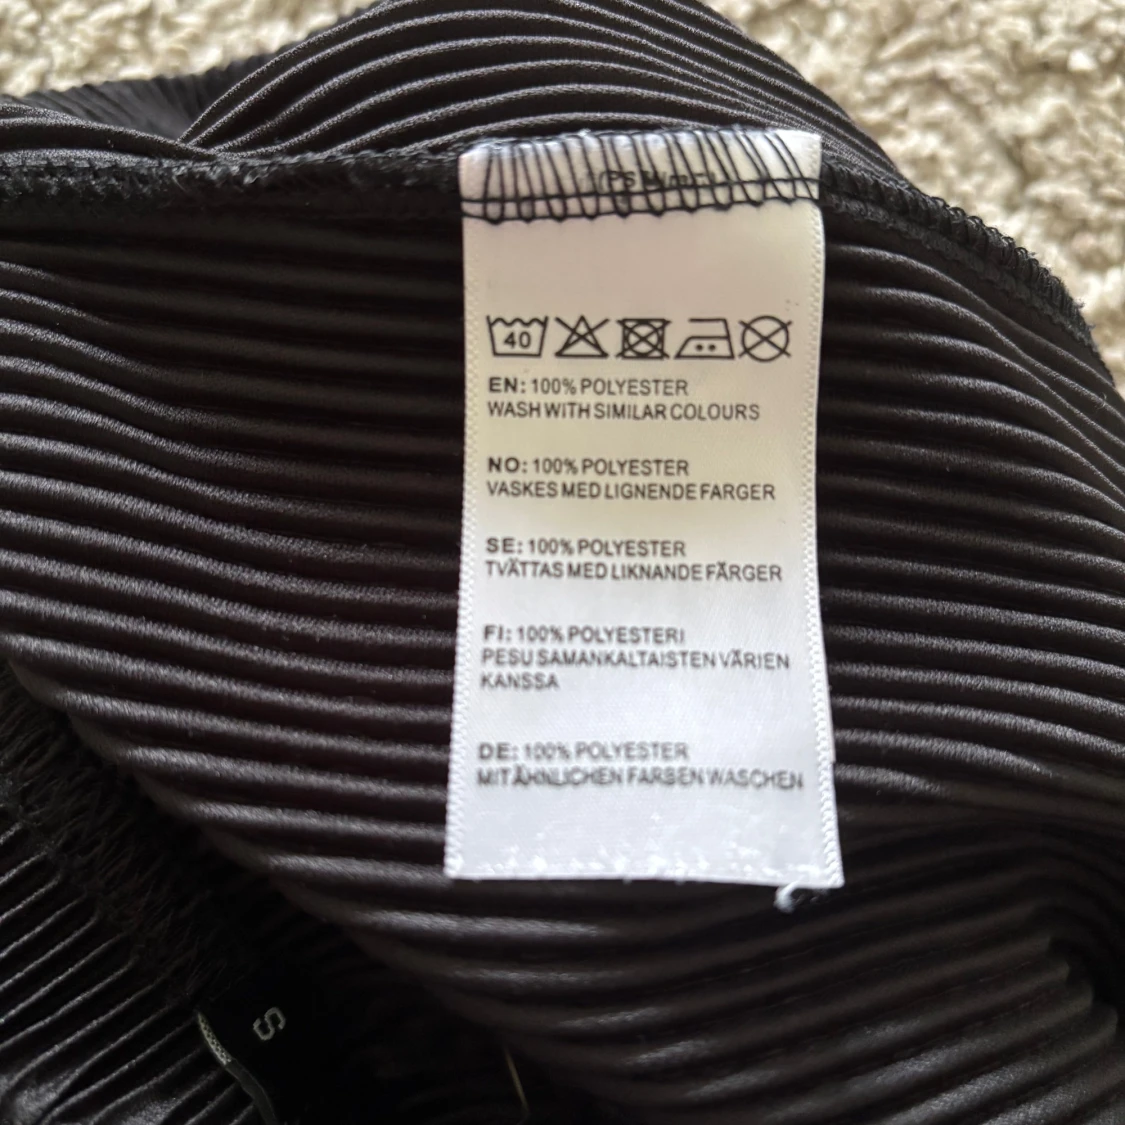 40
EN: 100% POLYESTER
WASH WITH SIMILAR COLOURS
NO: 100% POLYESTER
VASKES MED LIGNENDE FARGER
SE: 100% POLYESTER
TVÄTTAS MED LIKNANDE FÄRGER
FI: 100% POLYESTERI
PESU SAMANKALTAISTEN VÄRIEN
KANSSA
DE: 100% POLYESTER
MIT ÄHNLICHEN FARBEN WASCHEN
S